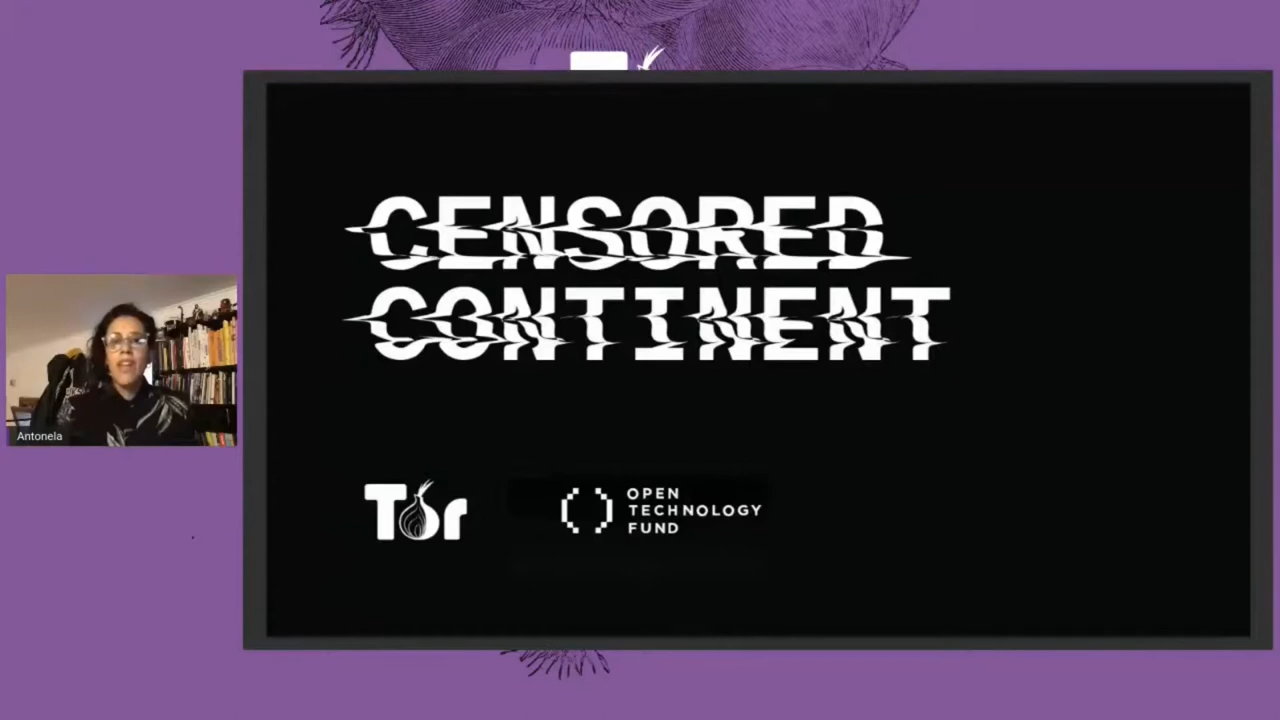 CENSORED
CONTINENT
Tor
OPEN
TECHNOLOGY
FUND
Antonela